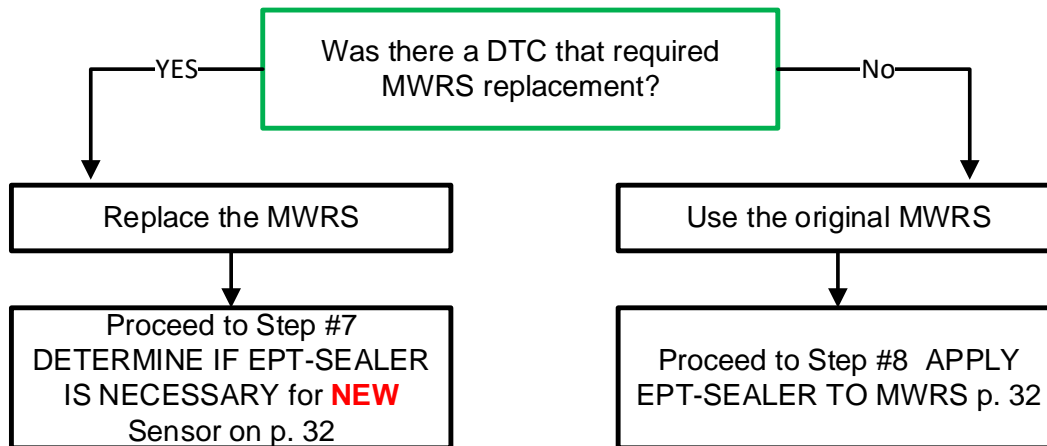 Was there a DTC that required
MWRS replacement?
YES
No
Replace the MWRS
Use the original MWRS
Proceed to Step #7
DETERMINE IF EPT-SEALER
IS NECESSARY for NEW
Sensor on p. 32
Proceed to Step #8  APPLY
EPT-SEALER TO MWRS p. 32